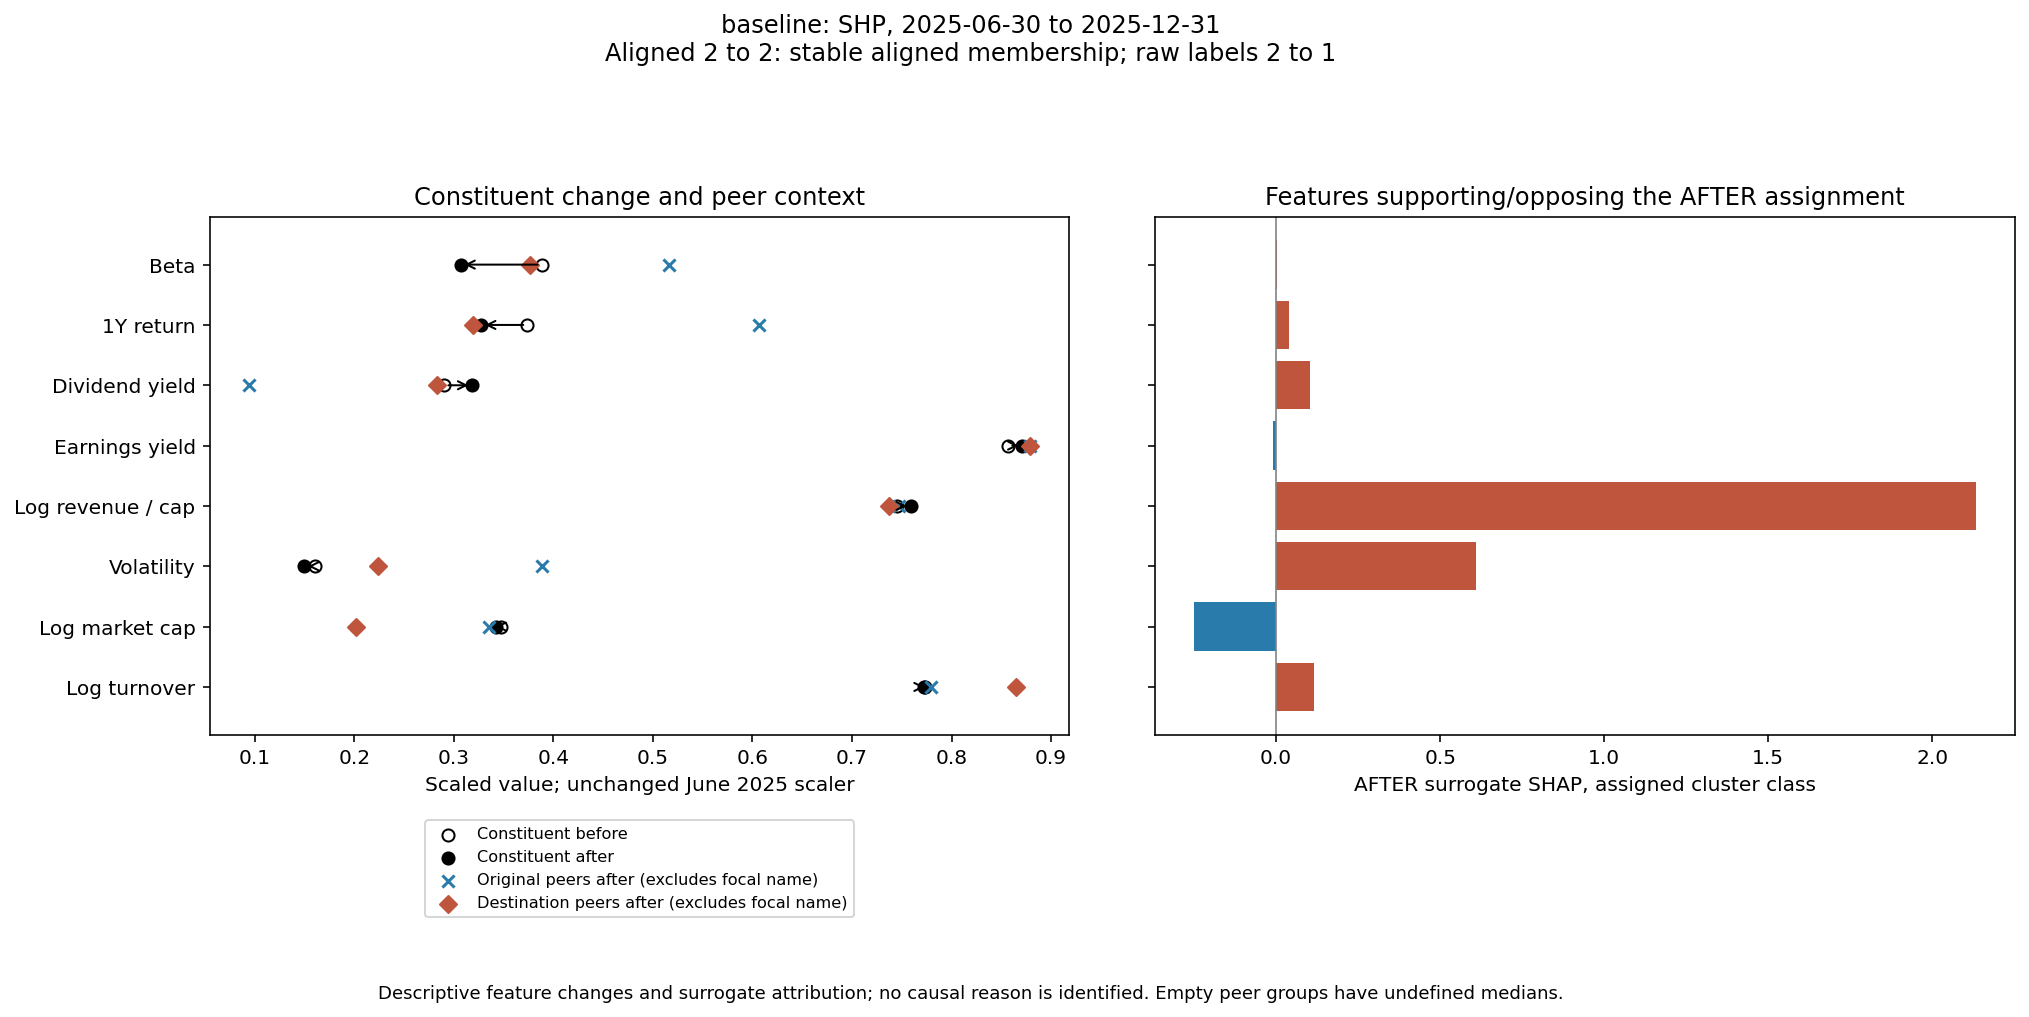 baseline: SHP, 2025-06-30 to 2025-12-31
Aligned 2 to 2: stable aligned membership; raw labels 2 to 1
Constituent change and peer context
Beta
1Y return
Dividend yield
Earnings yield
Log revenue / cap
Volatility
Log market cap
Log turnover
0.1 0.2 0.3 0.4 0.5 0.6 0.7 0.8 0.9
Scaled value; unchanged June 2025 scaler
Constituent before
Constituent after
Original peers after (excludes focal name)
Destination peers after (excludes focal name)
Features supporting/opposing the AFTER assignment
0.0 0.5 1.0 1.5 2.0
AFTER surrogate SHAP, assigned cluster class
Descriptive feature changes and surrogate attribution; no causal reason is identified. Empty peer groups have undefined medians.